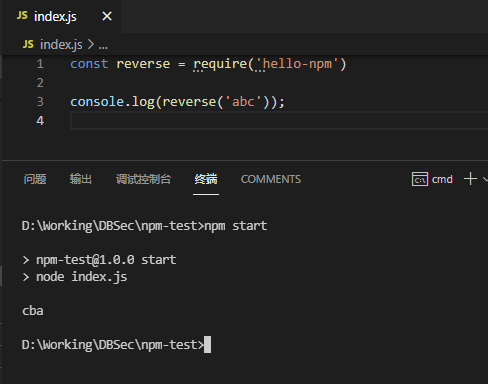 JS index.js ×
JS index.js > ...
1 const reverse = require('hello-npm')
2
3 console.log(reverse('abc'));
4
问题 输出 调试控制台 终端 COMMENTS cmd
D:\Working\DBSec\npm-test>npm start
> npm-test@1.0.0 start
> node index.js
cba
D:\Working\DBSec\npm-test>